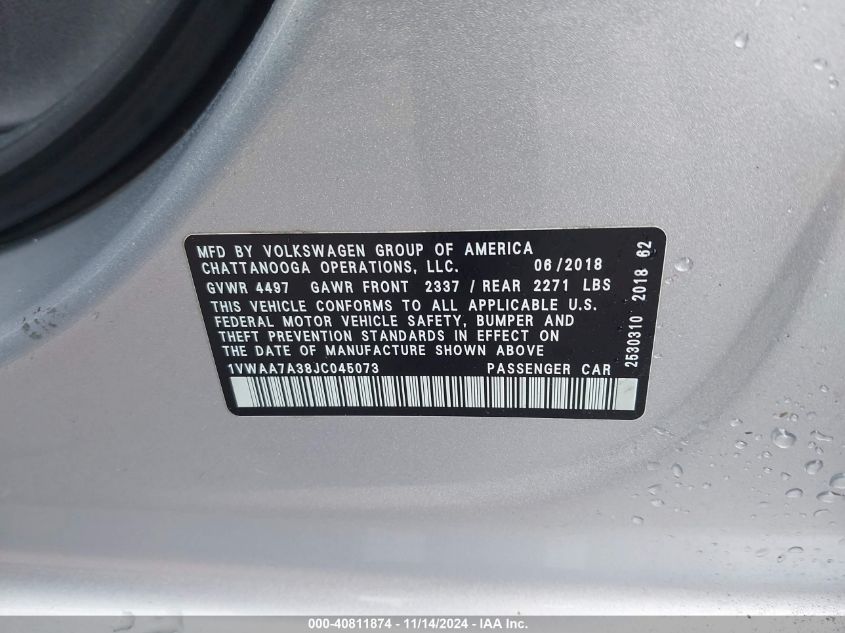 MFD BY VOLKSWAGEN GROUP OF AMERICA
CHATTANOOGA OPERATIONS, LLC. 06/2018
GVWR 4497 GAWR FRONT 2337 / REAR 2271 LBS
THIS VEHICLE CONFORMS TO ALL APPLICABLE U.S.
FEDERAL MOTOR VEHICLE SAFETY, BUMPER AND
THEFT PREVENTION STANDARDS IN EFFECT ON
THE DATE OF MANUFACTURE SHOWN ABOVE
1VWAA7A38JC045073 PASSENGER CAR
2530310 2018 62
000-40811874 - 11/14/2024 - IAA Inc.